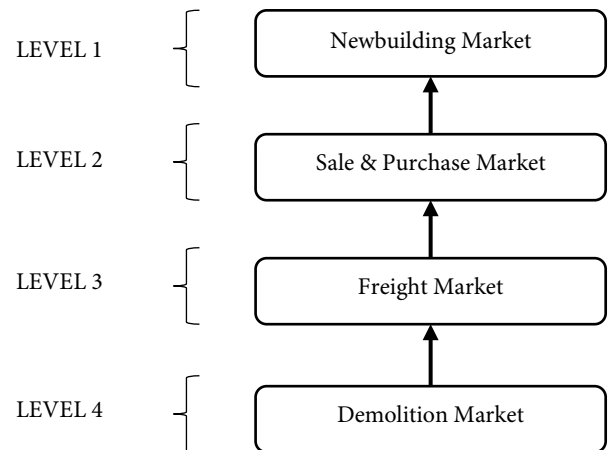 LEVEL 1
Newbuilding Market
LEVEL 2
Sale & Purchase Market
LEVEL 3
Freight Market
LEVEL 4
Demolition Market